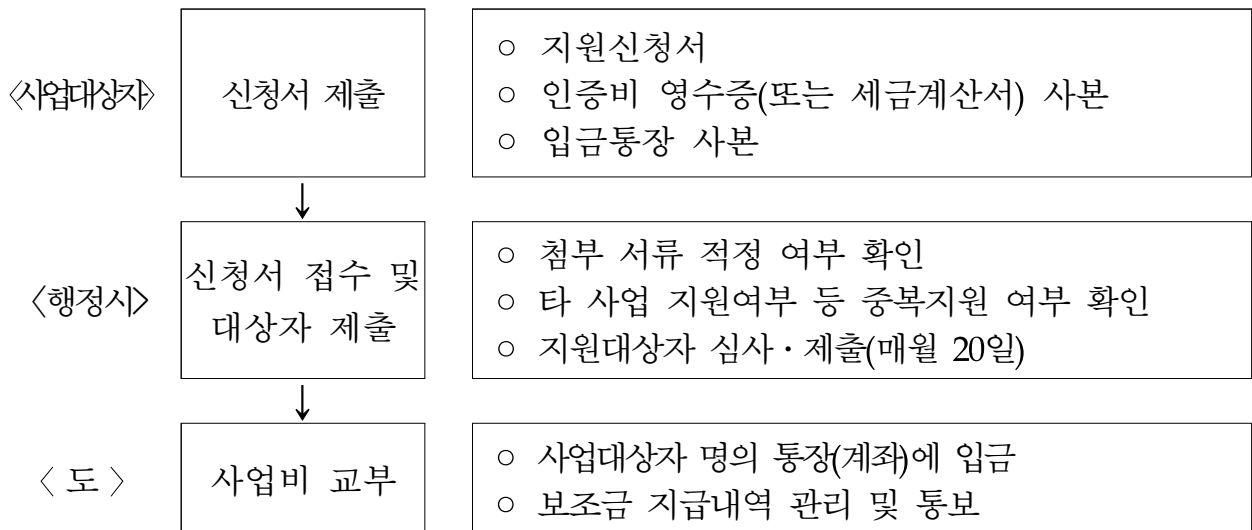 〈사업대상자〉
신청서 제출
○ 지원신청서
○ 인증비 영수증(또는 세금계산서) 사본
○ 입금통장 사본
↓
〈행정시〉
신청서 접수 및
대상자 제출
○ 첨부 서류 적정 여부 확인
○ 타 사업 지원여부 등 중복지원 여부 확인
○ 지원대상자 심사・제출(매월 20일)
↓
〈 도 〉
사업비 교부
○ 사업대상자 명의 통장(계좌)에 입금
○ 보조금 지급내역 관리 및 통보